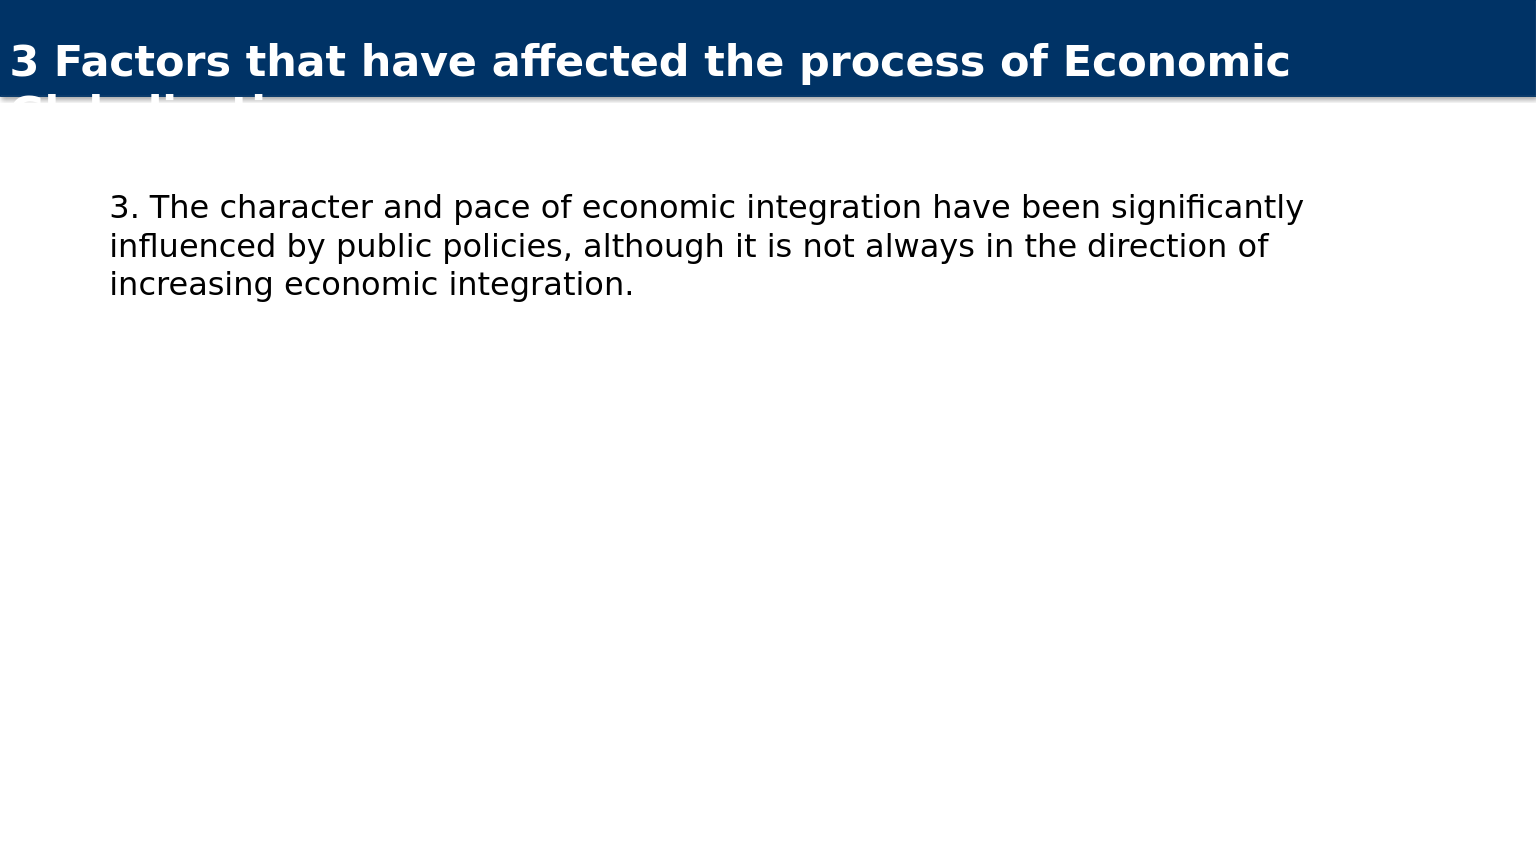 3 Factors that have affected the process of Economic
3. The character and pace of economic integration have been significantly
influenced by public policies, although it is not always in the direction of
increasing economic integration.